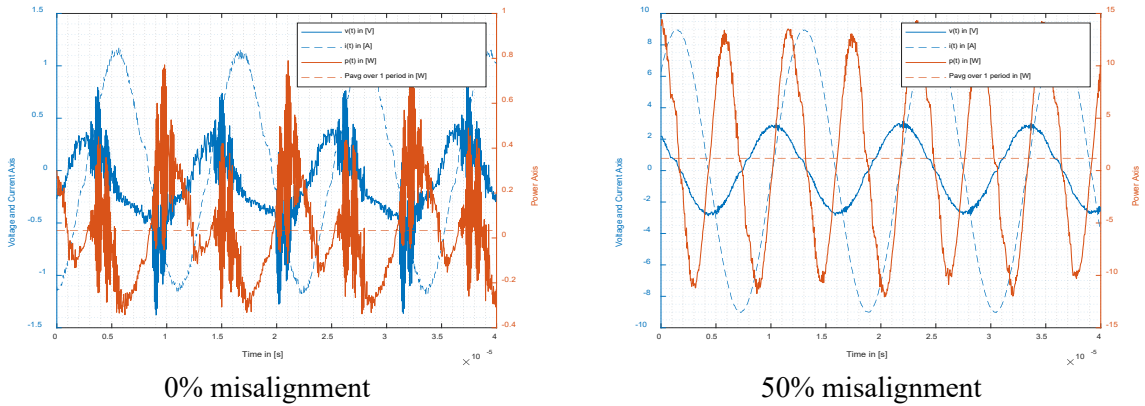 1.5
1
0.5
0
-0.5
-1
-1.5
Voltage and Current Axis
1
0.8
0.6
0.4
0.2
0
-0.2
-0.4
Power Axis
v(t) in [V]
i(t) in [A]
p(t) in [W]
Pavg over 1 period in [W]
0 0.5 1 1.5 2 2.5 3 3.5 4
Time in [s]
× 10 -5
0% misalignment
10
8
6
4
2
0
-2
-4
-6
-8
-10
Voltage and Current Axis
15
10
5
0
-5
-10
-15
Power Axis
v(t) in [V]
i(t) in [A]
p(t) in [W]
Pavg over 1 period in [W]
0 0.5 1 1.5 2 2.5 3 3.5 4
Time in [s]
× 10 -5
50% misalignment